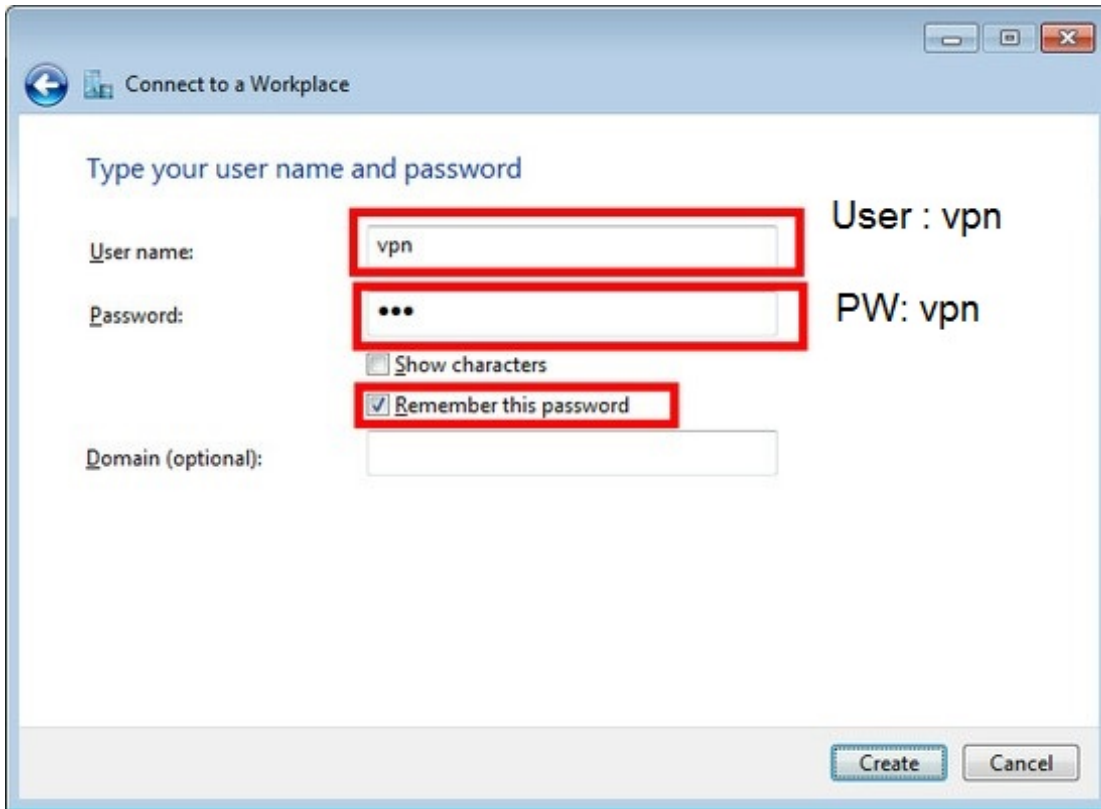 Connect to a Workplace
Type your user name and password
User name:
vpn
User : vpn
Password:
•••
PW: vpn
Show characters
Remember this password
Domain (optional):
Create
Cancel